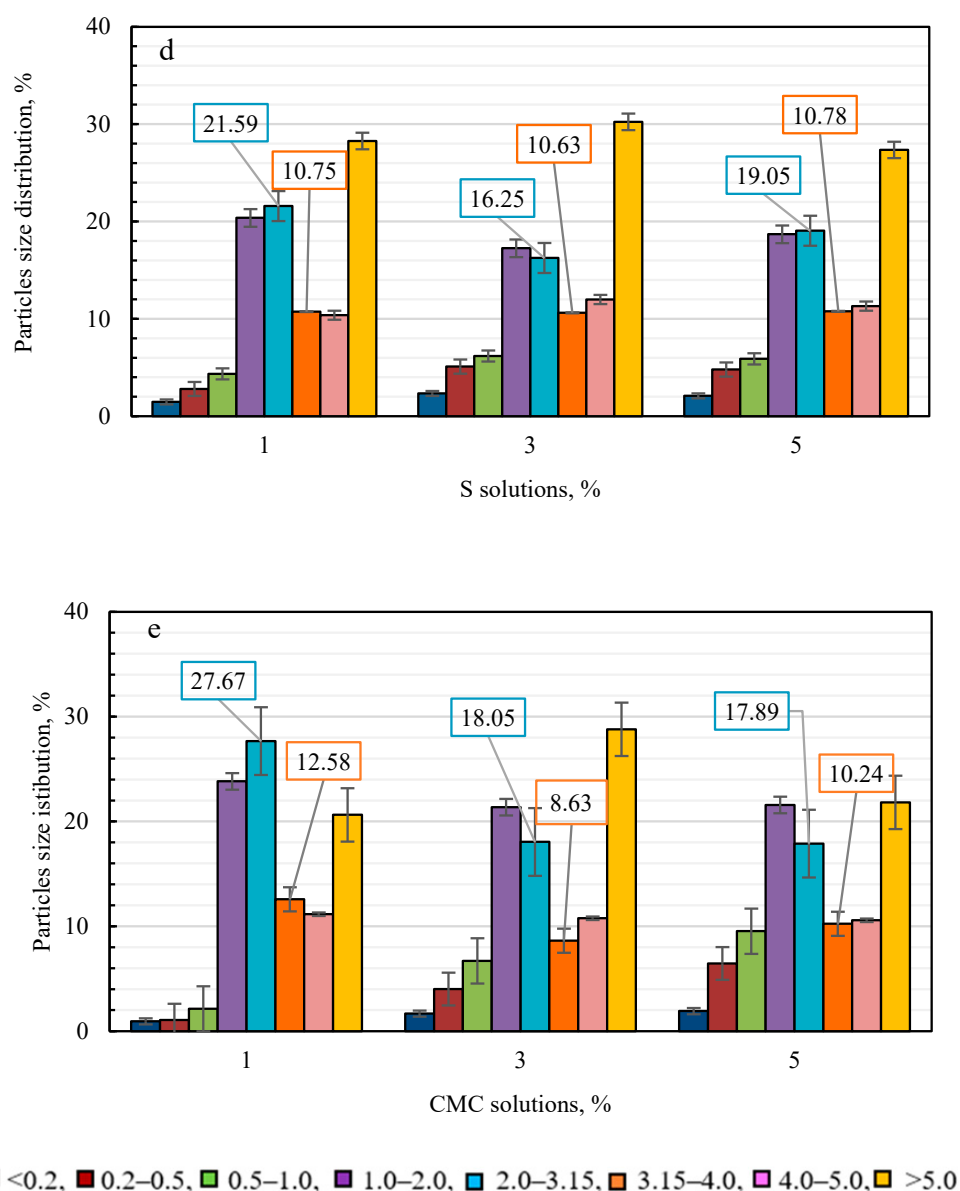 40
d
30
20
10
0
21.59
10.75
16.25
10.63
19.05
10.78
1 3 5
Particles size distribution, %
S solutions, %
40
e
30
20
10
0
27.67
12.58
18.05
8.63
17.89
10.24
1 3 5
Particles size istibution, %
CMC solutions, %
<0.2, 0.2–0.5, 0.5–1.0, 1.0–2.0, 2.0–3.15, 3.15–4.0, 4.0–5.0, >5.0